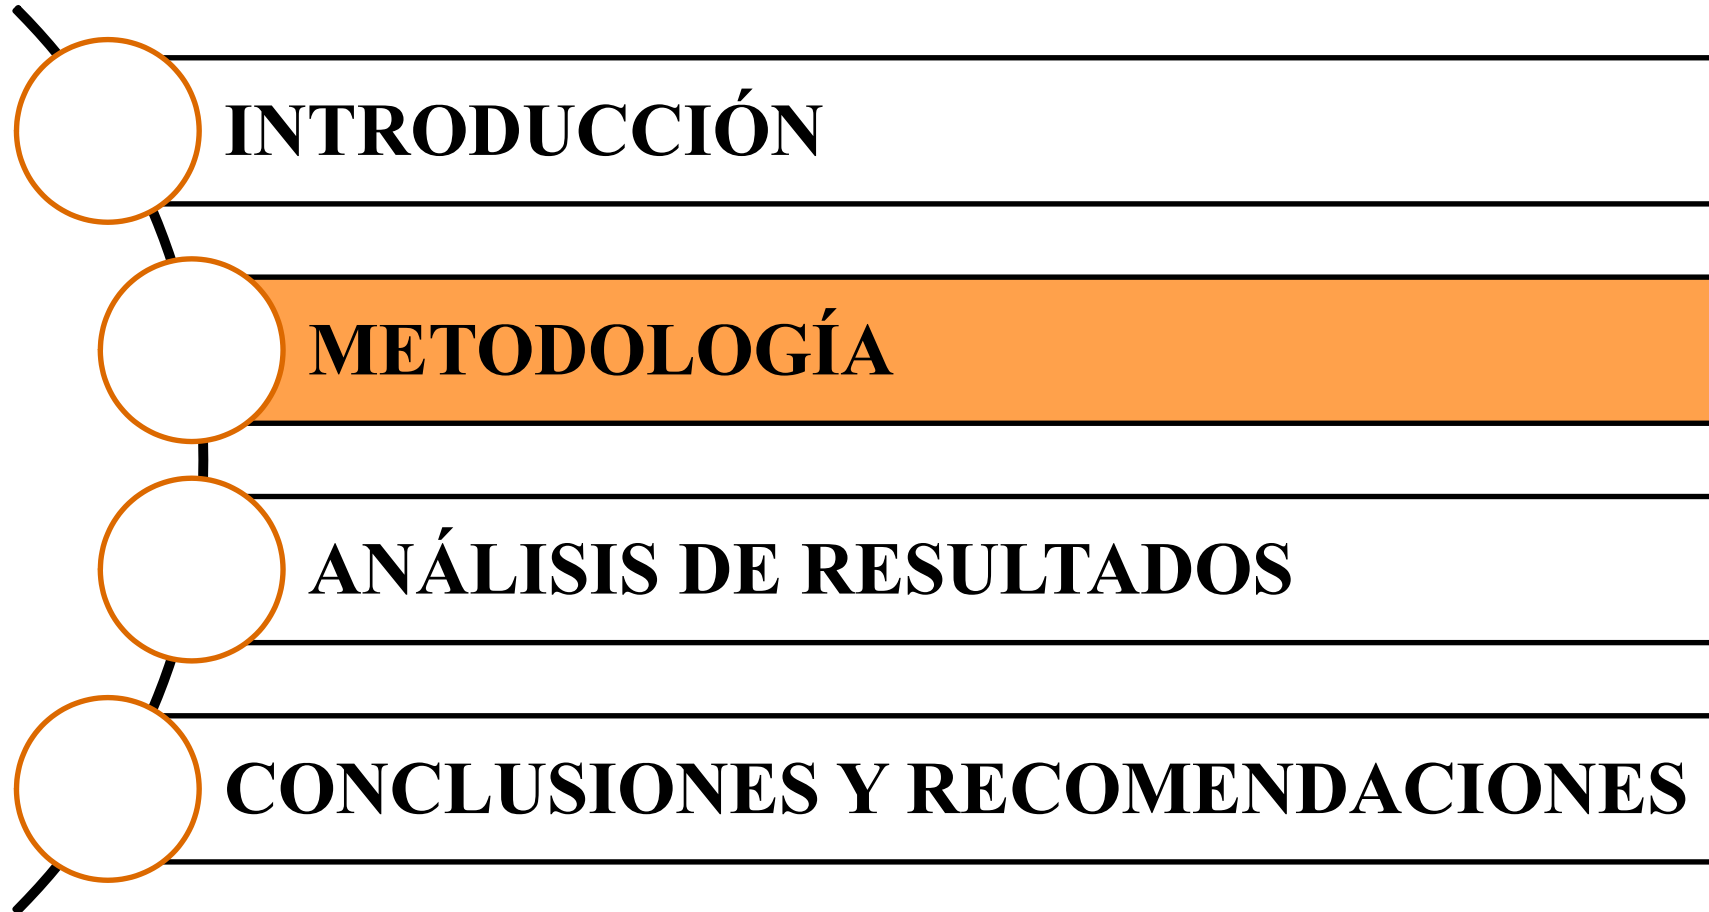 INTRODUCCIÓN
METODOLOGÍA
ANÁLISIS DE RESULTADOS
CONCLUSIONES Y RECOMENDACIONES